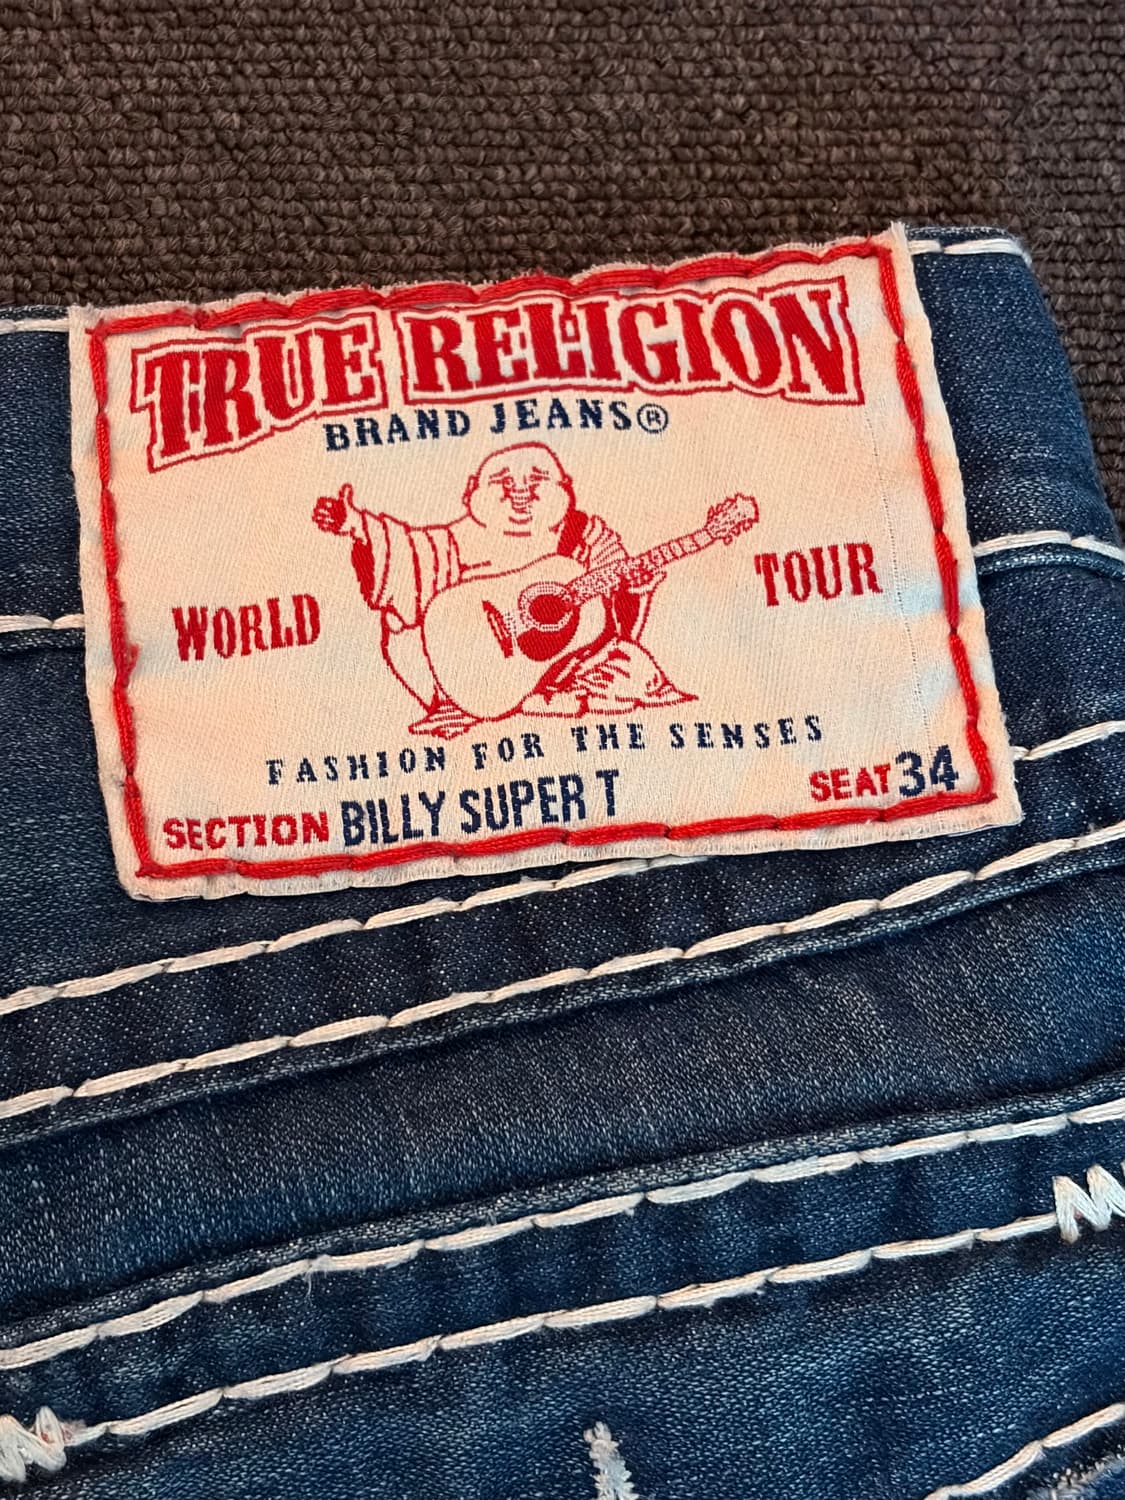 TRUE RELIGION
BRAND JEANS®
WORLD TOUR
FASHION FOR THE SENSES
SECTION BILLY SUPER T SEAT 34